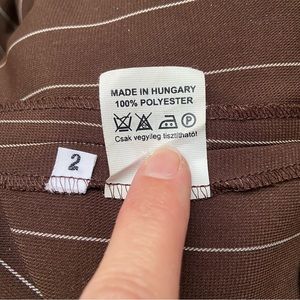 MADE IN HUNGARY
100% POLYESTER
P
Csak vegyileg tisztítható!
2